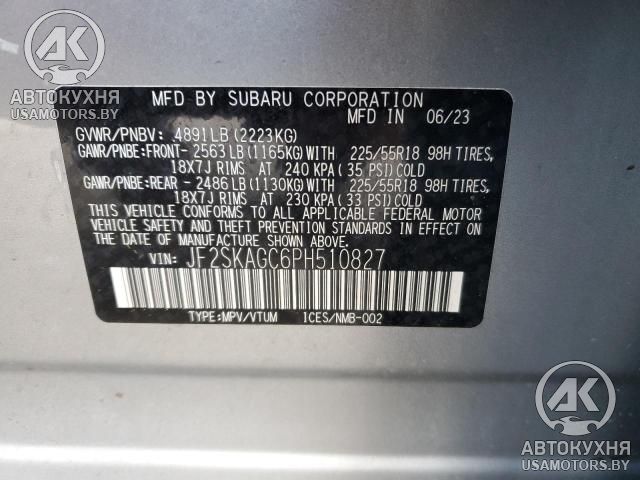 AK
АВТОКУХНЯ
USAMOTORS.BY
MFD BY SUBARU CORPORATION
MFD IN 06/23
GVWR/PNBV: 4891LB(2223KG)
GAWR/PNBE:FRONT- 2563LB(1165KG)WITH 225/55R18 98H TIRES,
18X7J RIMS AT 240 KPA( 35 PSI)COLD
GAWR/PNBE:REAR - 2486LB(1130KG)WITH 225/55R18 98H TIRES,
18X7J RIMS AT 230 KPA( 33 PSI)COLD
THIS VEHICLE CONFORMS TO ALL APPLICABLE FEDERAL MOTOR
VEHICLE SAFETY AND THEFT PREVENTION STANDARDS IN EFFECT ON
THE DATE OF MANUFACTURE SHOWN ABOVE.
VIN: JF2SKAGC6PH510827
TYPE:MPV/VTUM ICES/NMB-002
AK
АВТОКУХНЯ
USAMOTORS.BY